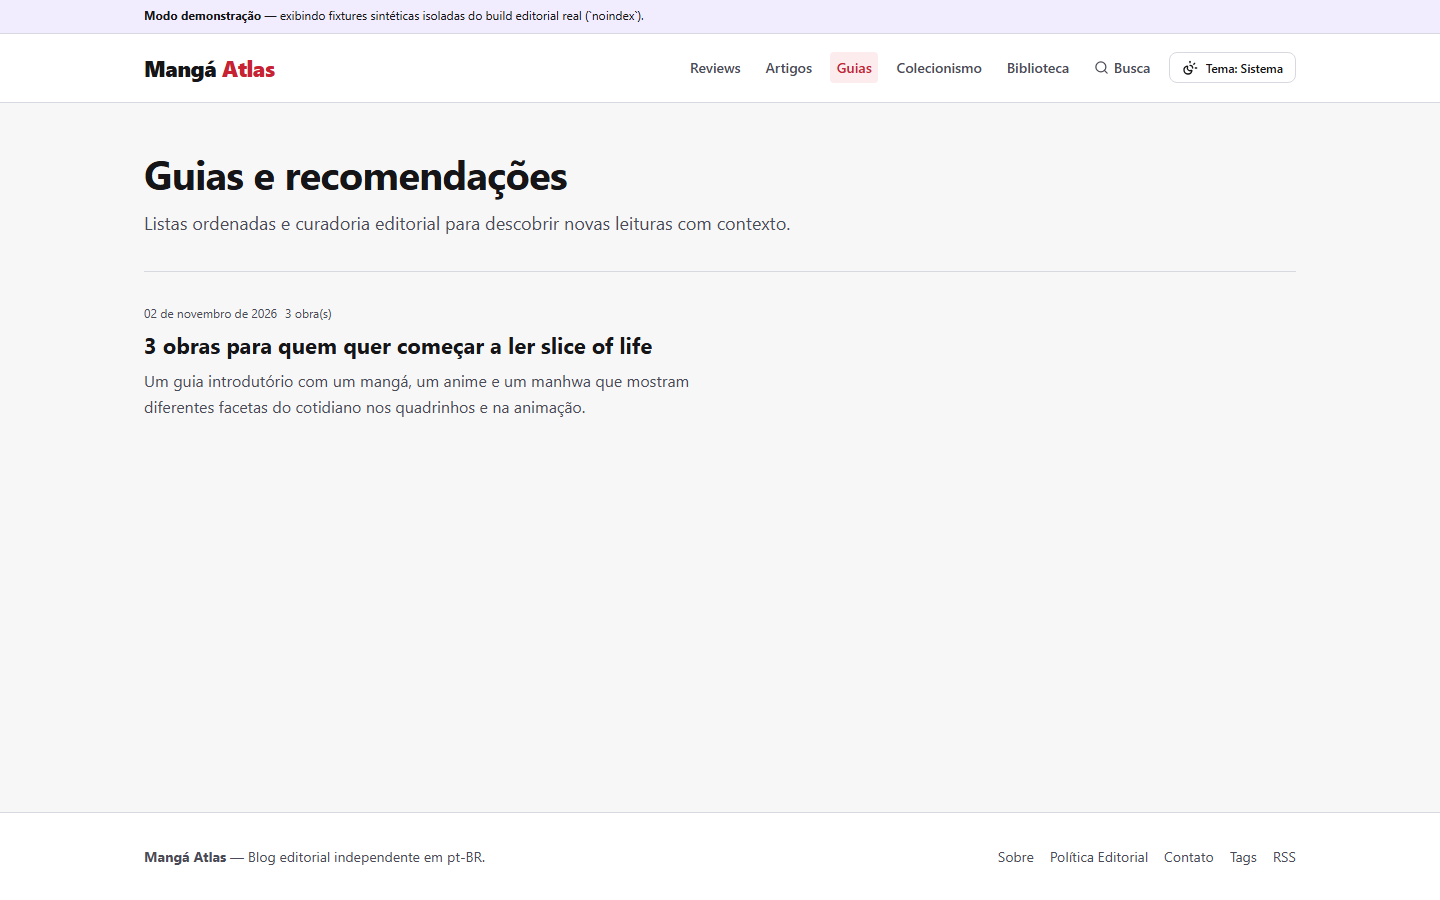 Modo demonstração — exibindo fixtures sintéticas isoladas do build editorial real (`noindex`).
Mangá Atlas
Reviews
Artigos
Guias
Colecionismo
Biblioteca
Busca
Tema: Sistema
Guias e recomendações
Listas ordenadas e curadoria editorial para descobrir novas leituras com contexto.
02 de novembro de 2026 3 obra(s)
3 obras para quem quer começar a ler slice of life
Um guia introdutório com um mangá, um anime e um manhwa que mostram
diferentes facetas do cotidiano nos quadrinhos e na animação.
Mangá Atlas — Blog editorial independente em pt-BR.
Sobre
Política Editorial
Contato
Tags
RSS